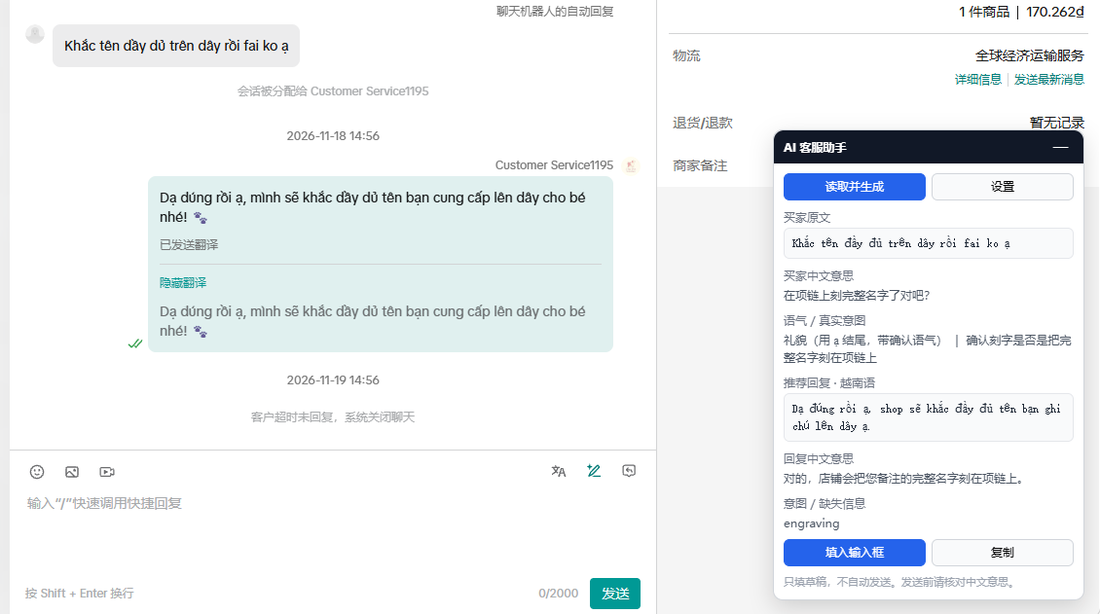 聊天机器人的自动回复
Khắc tên dầy dủ trên dây rồi fai ko ạ
会话被分配给 Customer Service1195
2026-11-18 14:56
Customer Service1195
Dạ dúng rồi ạ, mình sẽ khắc dầy dủ tên bạn cung cấp lên dây cho bé
nhé! 🐾
已发送翻译
隐藏翻译
Dạ dúng rồi ạ, mình sẽ khắc dầy dủ tên bạn cung cấp lên dây cho bé
nhé! 🐾
2026-11-19 14:56
客户超时未回复，系统关闭聊天
输入“/”快速调用快捷回复
按 Shift + Enter 换行
0/2000
发送
1 件商品 | 170.262₫
物流
全球经济运输服务
详细信息 | 发送最新消息
退货/退款
暂无记录
商家备注
AI 客服助手
读取并生成
设置
买家原文
Khắc tên đầy đủ trên dây rồi fai ko ạ
买家中文意思
在项链上刻完整名字了对吧？
语气 / 真实意图
礼貌（用 ạ 结尾，带确认语气） | 确认刻字是否是把完
整名字刻在项链上
推荐回复 · 越南语
Dạ đúng rồi ạ, shop sẽ khắc đầy đủ tên bạn ghi
chú lên dây ạ.
回复中文意思
对的，店铺会把您备注的完整名字刻在项链上。
意图 / 缺失信息
engraving
填入输入框
复制
只填草稿，不自动发送。发送前请核对中文意思。